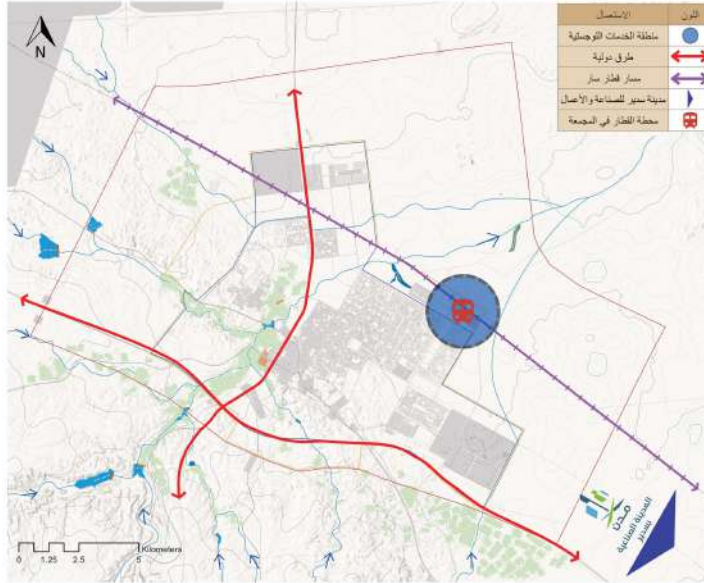 N
اللون	الاستعمال
منطقة الخدمات اللوجستية
طرق دولية
مسار قطار سار
مدينة سدير للصناعة والأعمال
محطة القطار في المجمعة
مدن
المدينة الصناعية
بسدير
Kilometers
0 1.25 2.5 5